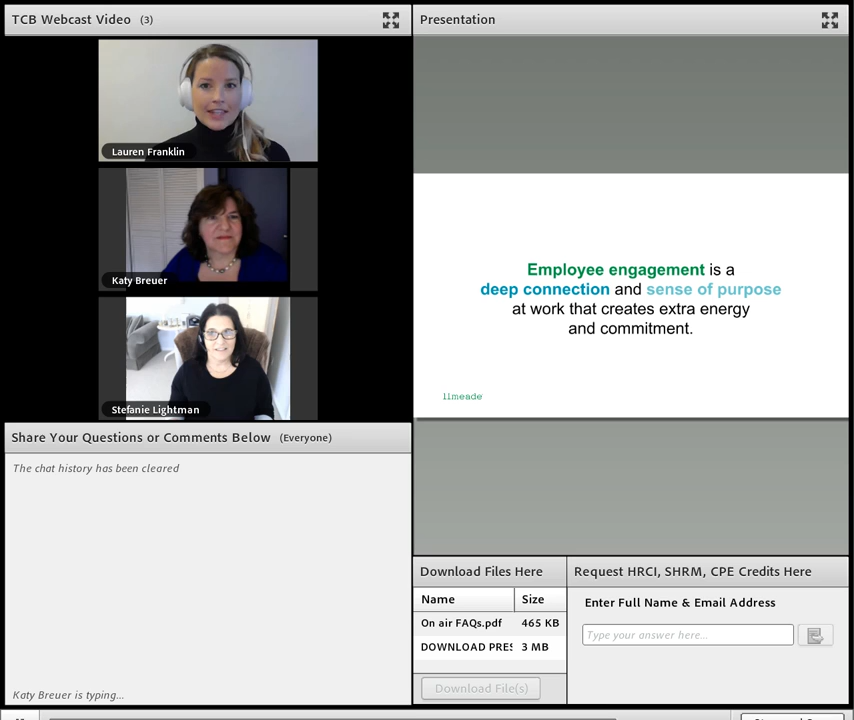 TCB Webcast Video (3)
Lauren Franklin
Katy Breuer
Stefanie Lightman
Share Your Questions or Comments Below (Everyone)
The chat history has been cleared
Katy Breuer is typing...
Presentation
Employee engagement is a
deep connection and sense of purpose
at work that creates extra energy
and commitment.
limeade
Download Files Here
Name Size
On air FAQs.pdf 465 KB
DOWNLOAD PRES 3 MB
Download File(s)
Request HRCI, SHRM, CPE Credits Here
Enter Full Name & Email Address
Type your answer here...